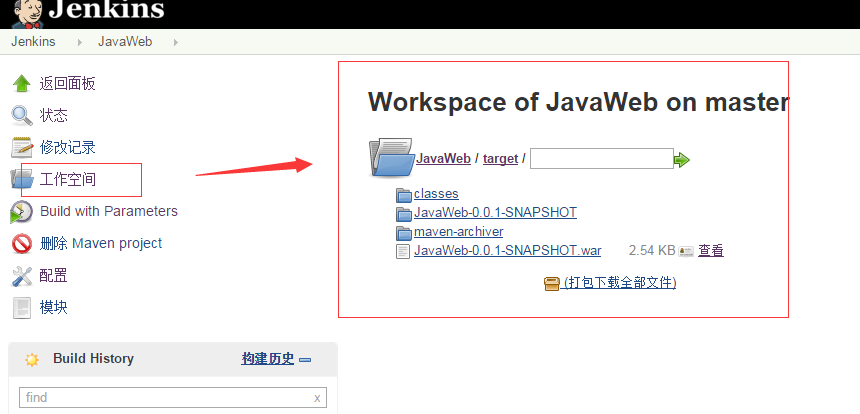 Jenkins
Jenkins JavaWeb
返回面板
状态
修改记录
工作空间
Build with Parameters
删除 Maven project
配置
模块
Build History 构建历史
find x
Workspace of JavaWeb on master
JavaWeb / target /
classes
JavaWeb-0.0.1-SNAPSHOT
maven-archiver
JavaWeb-0.0.1-SNAPSHOT.war 2.54 KB 查看
(打包下载全部文件)